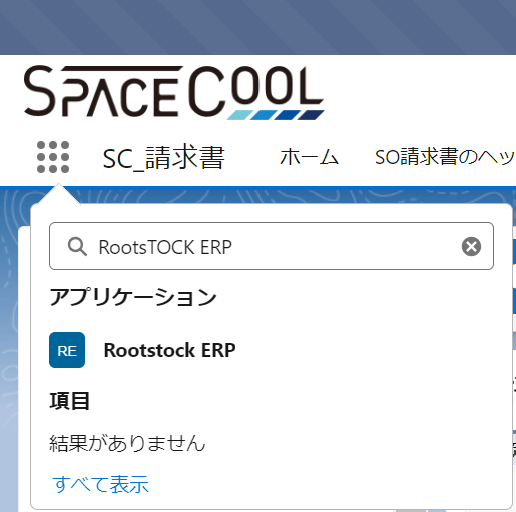 SPACECOOL
SC_請求書 ホーム SO請求書のヘッ
RootsTOCK ERP
アプリケーション
RE Rootstock ERP
項目
結果がありません
すべて表示